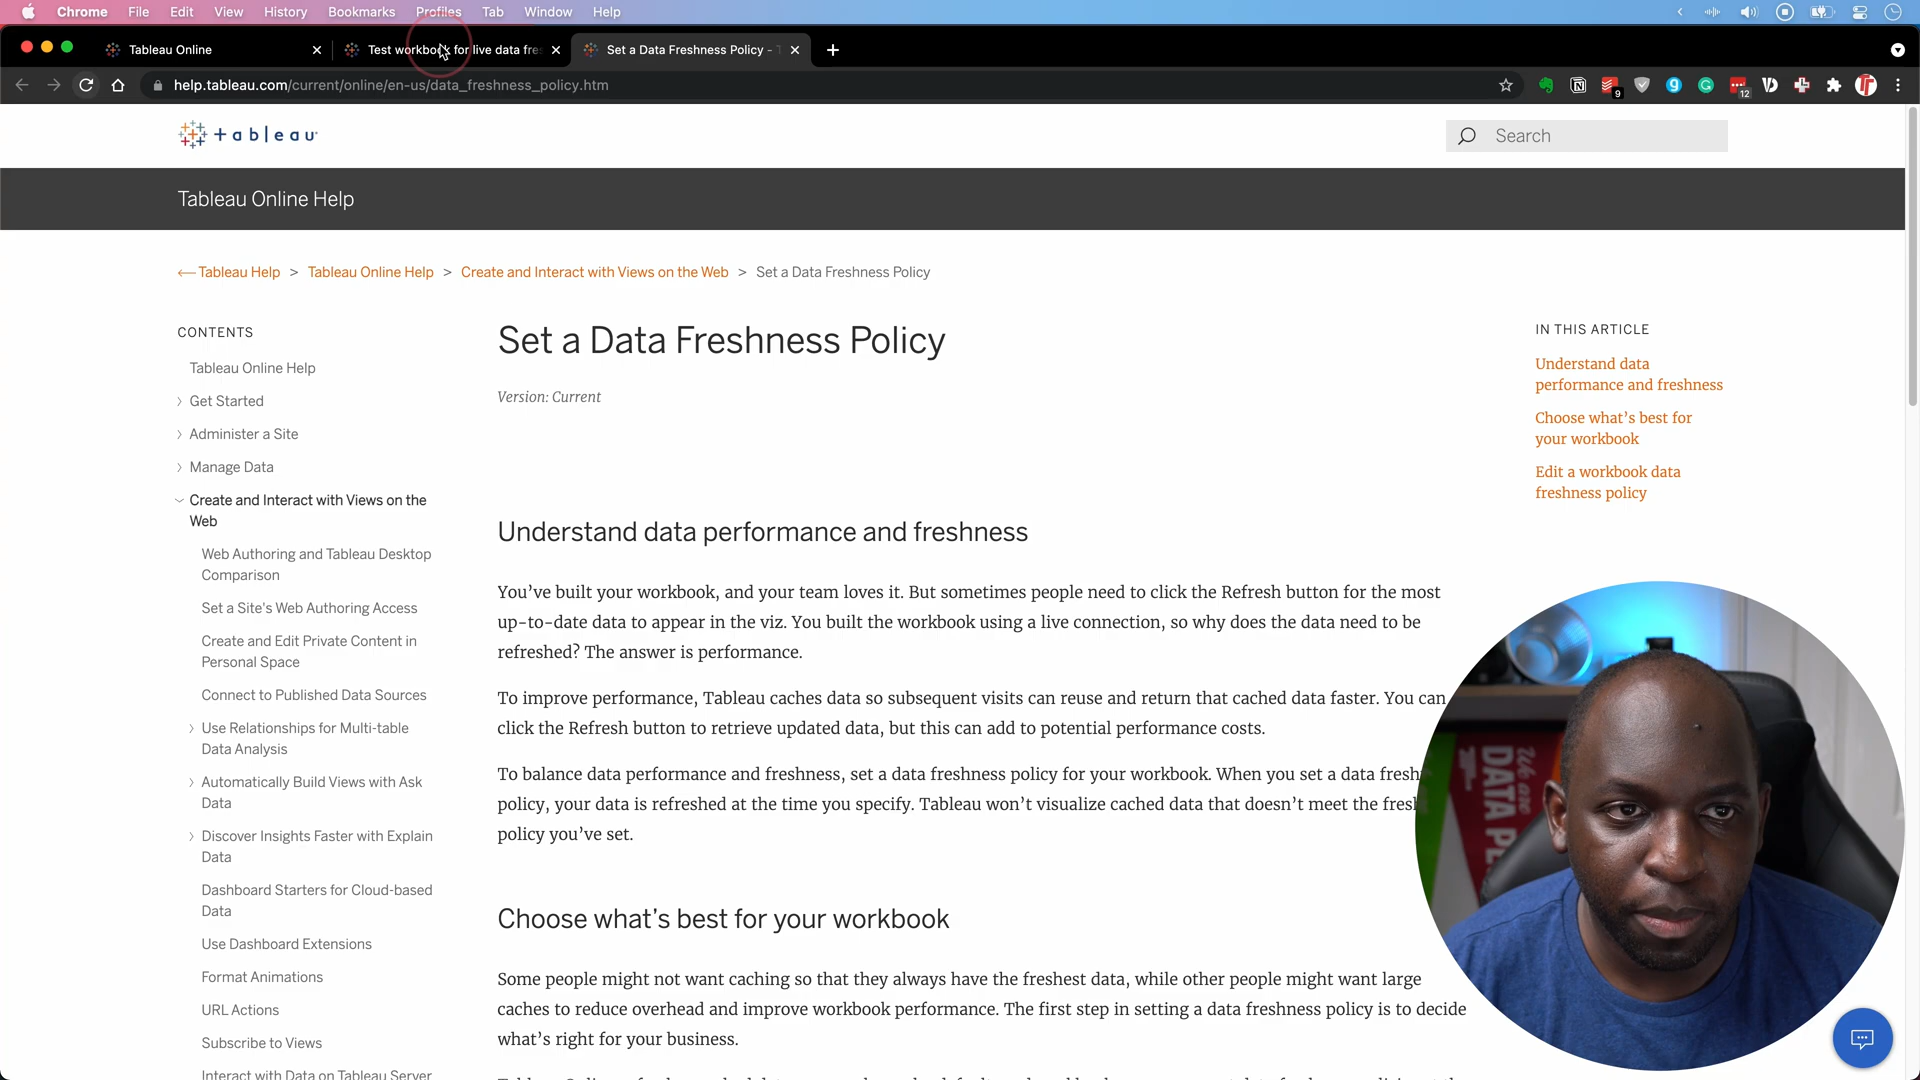 Chrome File Edit View History Bookmarks Profiles Tab Window Help
Tableau Online
Test workbook for live data fres
Set a Data Freshness Policy - T
help.tableau.com/current/online/en-us/data_freshness_policy.htm
9
12
+ableau
Search
Tableau Online Help
Tableau Help > Tableau Online Help > Create and Interact with Views on the Web > Set a Data Freshness Policy
CONTENTS
Tableau Online Help
Get Started
Administer a Site
Manage Data
Create and Interact with Views on the
Web
Web Authoring and Tableau Desktop
Comparison
Set a Site's Web Authoring Access
Create and Edit Private Content in
Personal Space
Connect to Published Data Sources
Use Relationships for Multi-table
Data Analysis
Automatically Build Views with Ask
Data
Discover Insights Faster with Explain
Data
Dashboard Starters for Cloud-based
Data
Use Dashboard Extensions
Format Animations
URL Actions
Subscribe to Views
Interact with Data on Tableau Server
Set a Data Freshness Policy
Version: Current
Understand data performance and freshness
You've built your workbook, and your team loves it. But sometimes people need to click the Refresh button for the most
up-to-date data to appear in the viz. You built the workbook using a live connection, so why does the data need to be
refreshed? The answer is performance.
To improve performance, Tableau caches data so subsequent visits can reuse and return that cached data faster. You can
click the Refresh button to retrieve updated data, but this can add to potential performance costs.
To balance data performance and freshness, set a data freshness policy for your workbook. When you set a data fresh
policy, your data is refreshed at the time you specify. Tableau won't visualize cached data that doesn't meet the fresh
policy you've set.
Choose what's best for your workbook
Some people might not want caching so that they always have the freshest data, while other people might want large
caches to reduce overhead and improve workbook performance. The first step in setting a data freshness policy is to decide
what's right for your business.
IN THIS ARTICLE
Understand data
performance and freshness
Choose what's best for
your workbook
Edit a workbook data
freshness policy
We are
DATA PE